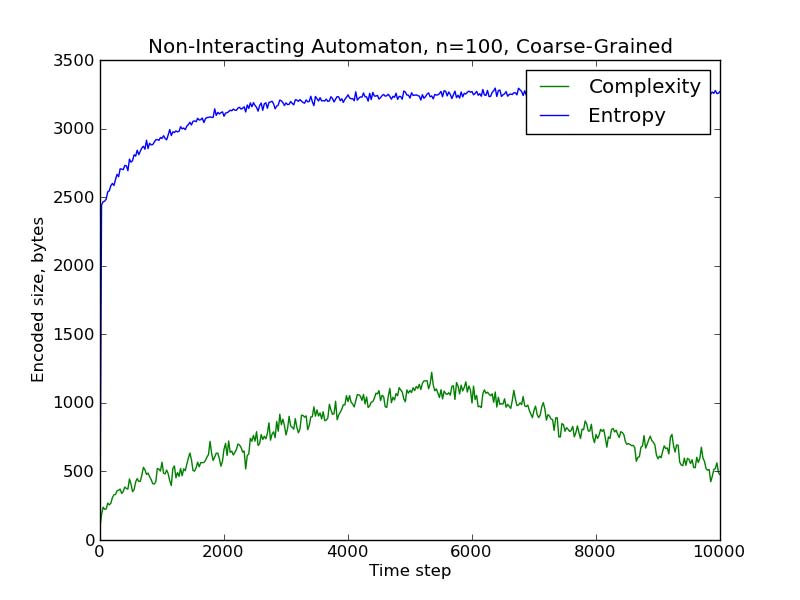 Non-Interacting Automaton, n=100, Coarse-Grained
3500
3000
2500
2000
1500
1000
500
0
Encoded size, bytes
Complexity
Entropy
0 2000 4000 6000 8000 10000
Time step